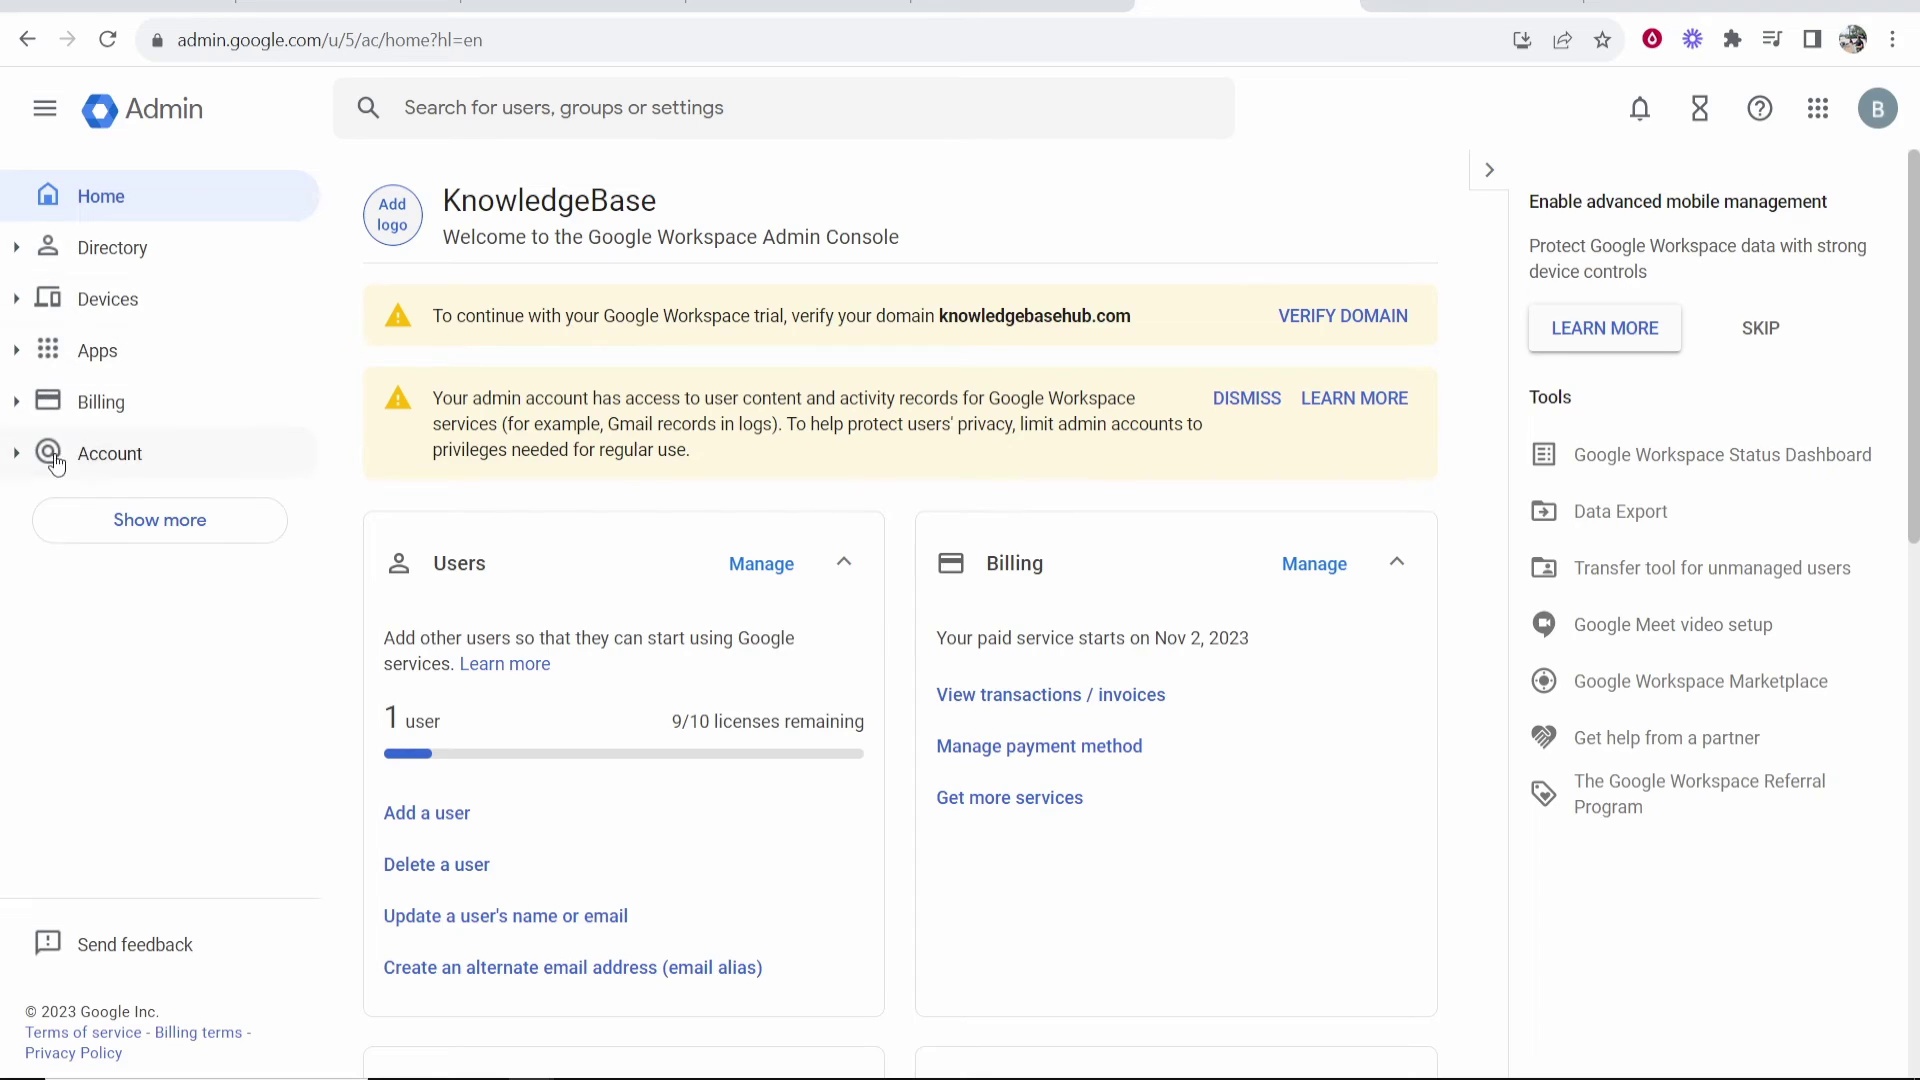 admin.google.com/u/5/ac/home?hl=en
Admin
Search for users, groups or settings
B
Home
Directory
Devices
Apps
Billing
Account
Show more
Send feedback
© 2023 Google Inc.
Terms of service - Billing terms -
Privacy Policy
Add
logo
KnowledgeBase
Welcome to the Google Workspace Admin Console
To continue with your Google Workspace trial, verify your domain knowledgebasehub.com
VERIFY DOMAIN
Your admin account has access to user content and activity records for Google Workspace
services (for example, Gmail records in logs). To help protect users' privacy, limit admin accounts to
privileges needed for regular use.
DISMISS LEARN MORE
Users
Manage
Add other users so that they can start using Google
services. Learn more
1 user
9/10 licenses remaining
Add a user
Delete a user
Update a user's name or email
Create an alternate email address (email alias)
Billing
Manage
Your paid service starts on Nov 2, 2023
View transactions / invoices
Manage payment method
Get more services
Enable advanced mobile management
Protect Google Workspace data with strong
device controls
LEARN MORE
SKIP
Tools
Google Workspace Status Dashboard
Data Export
Transfer tool for unmanaged users
Google Meet video setup
Google Workspace Marketplace
Get help from a partner
The Google Workspace Referral
Program